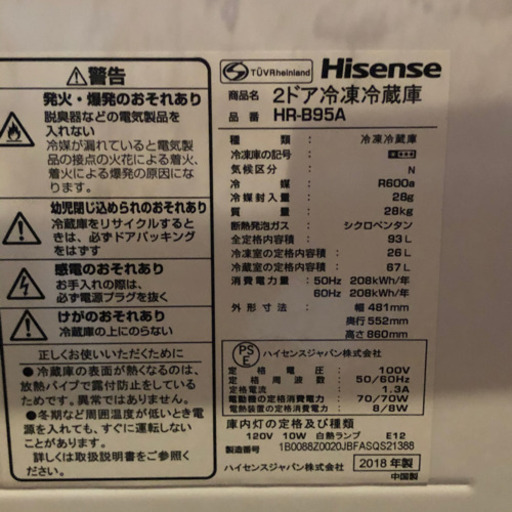 警告
発火・爆発のおそれあり
脱臭器などの電気製品を
入れない
冷媒が漏れていると電気製
品の接点の火花による着火、
着火による爆発の原因にな
ります。
幼児閉じ込められのおそれあり
冷蔵庫をリサイクルすると
きは、必ずドアパッキング
をはずす
感電のおそれあり
お手入れの際は、
必ず電源プラグを抜く
けがのおそれあり
冷蔵庫の上にのらない
正しくお使いいただくために
●冷蔵庫の表面が熱くなるのは、
放熱パイプで露付防止をしている
ためです。異常ではありません。
●冬期など周囲温度が低いとき電
源を入れても、すぐに運転しない
ことがあります。
詳しくは取扱説明書をご覧ください
TÜVRheinland Hisense
商品名 2ドア冷凍冷蔵庫
品番 HR-B95A
種類: 冷凍冷蔵庫
冷凍庫の記号:
気候区分: N
冷媒: R600a
冷媒封入量: 28g
質量: 28kg
断熱発泡ガス: シクロペンタン
全定格内容積: 93L
冷凍室の定格内容積: 26L
冷蔵室の定格内容積: 67L
消費電力量: 50Hz 208kWh/年
60Hz 208kWh/年
外形寸法: 幅 481mm
奥行 552mm
高さ 860mm
PSE ハイセンスジャパン株式会社
定格電圧: 100V
定格周波数: 50/60Hz
定格電流: 1.3A
電動機の定格消費電力: 70/70W
電熱装置の定格消費電力: 8/8W
庫内灯の定格及び種類
120V 10W 白熱ランプ E12
製造番号: 1B0088Z0020JBFASQS21388
ハイセンスジャパン株式会社 2018年製
中国製